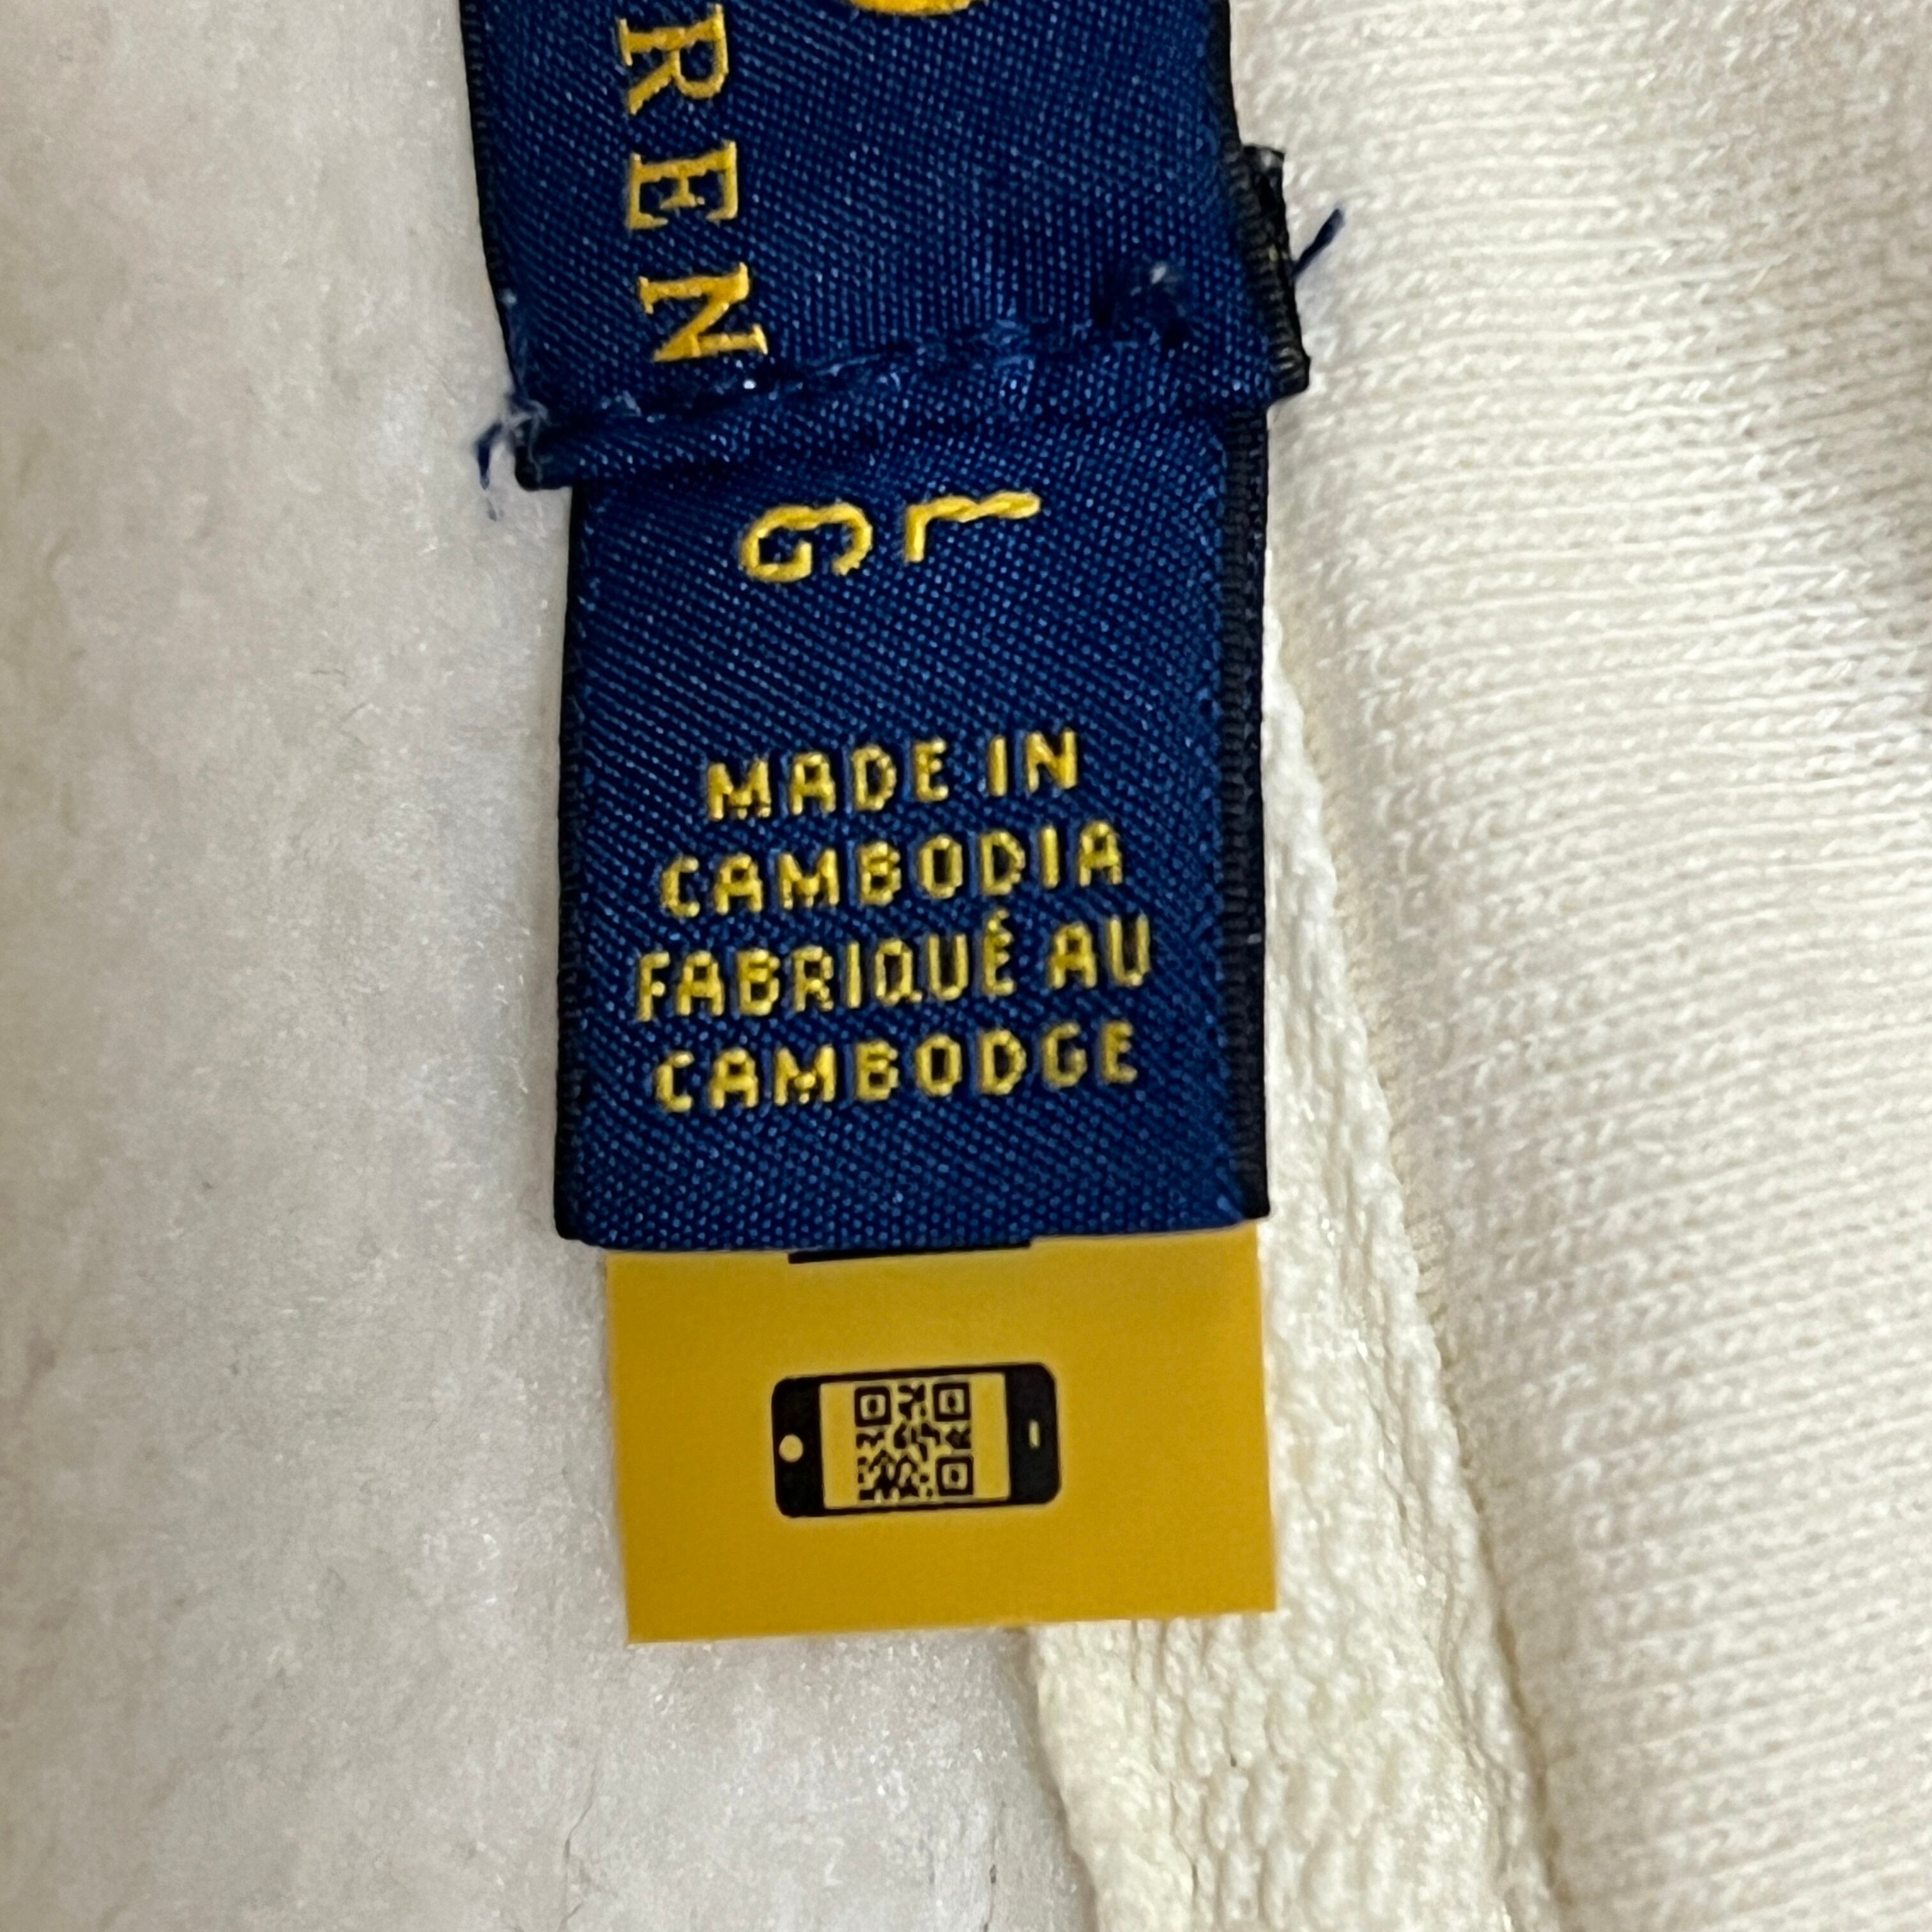 REN
L
G
MADE IN
CAMBODIA
FABRIQUÉ AU
CAMBODGE